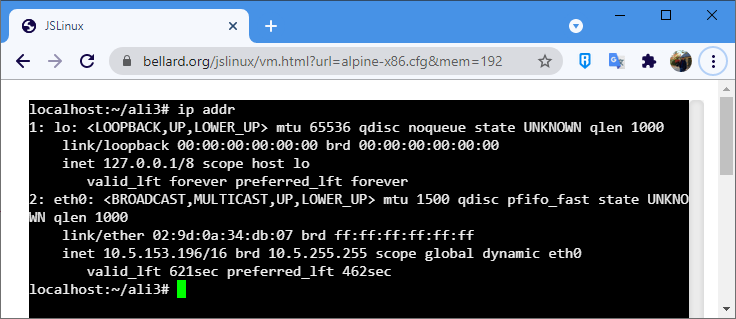 JSLinux
bellard.org/jslinux/vm.html?url=alpine-x86.cfg&mem=192
localhost:~/ali3# ip addr
1: lo: <LOOPBACK,UP,LOWER_UP> mtu 65536 qdisc noqueue state UNKNOWN qlen 1000
    link/loopback 00:00:00:00:00:00 brd 00:00:00:00:00:00
    inet 127.0.0.1/8 scope host lo
       valid_lft forever preferred_lft forever
2: eth0: <BROADCAST,MULTICAST,UP,LOWER_UP> mtu 1500 qdisc pfifo_fast state UNKNO
WN qlen 1000
    link/ether 02:9d:0a:34:db:07 brd ff:ff:ff:ff:ff:ff
    inet 10.5.153.196/16 brd 10.5.255.255 scope global dynamic eth0
       valid_lft 621sec preferred_lft 462sec
localhost:~/ali3#